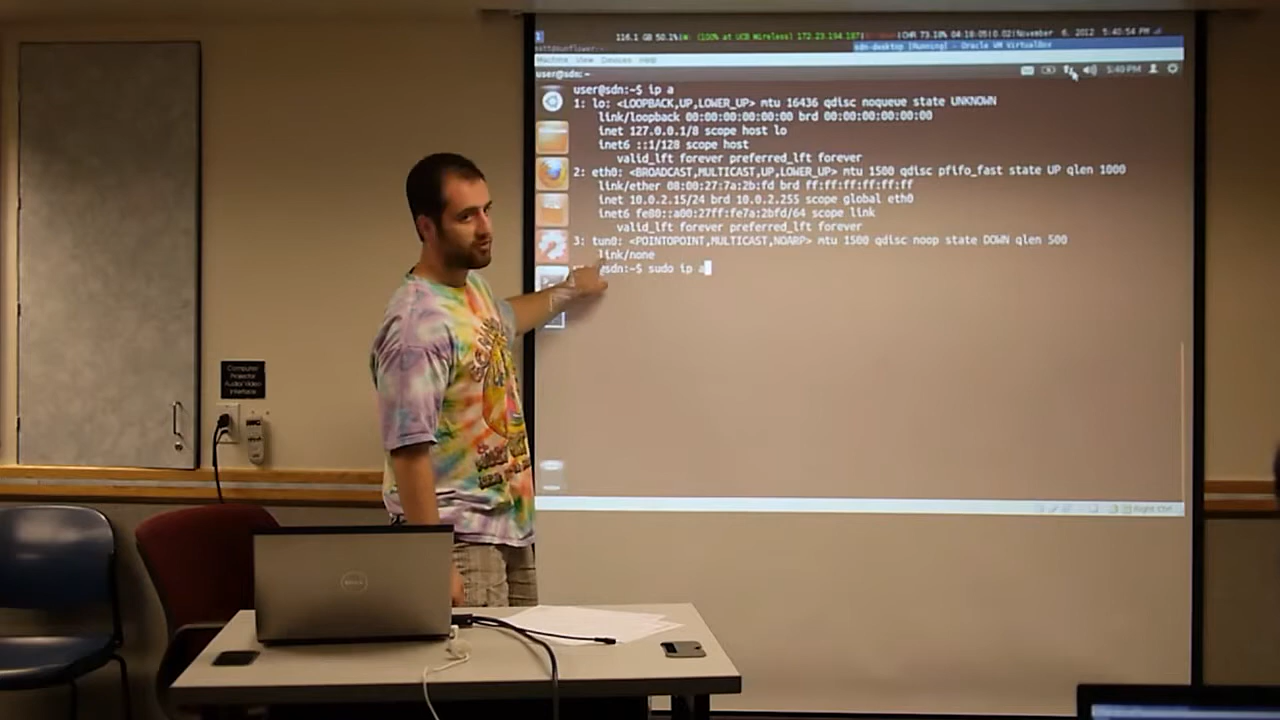 116.1 GB 50.1% (100% at UCB Wireless) 172.23.194.187 CHR 73.18% 04:18:05 0.02 November 6, 2012 5:40:54 PM
sdn-desktop [Running] - Oracle VM VirtualBox
Machine View Devices Help
user@sdn: ~
5:40 PM
user@sdn:~$ ip a
1: lo: <LOOPBACK,UP,LOWER_UP> mtu 16436 qdisc noqueue state UNKNOWN
link/loopback 00:00:00:00:00:00 brd 00:00:00:00:00:00
inet 127.0.0.1/8 scope host lo
inet6 ::1/128 scope host
valid_lft forever preferred_lft forever
2: eth0: <BROADCAST,MULTICAST,UP,LOWER_UP> mtu 1500 qdisc pfifo_fast state UP qlen 1000
link/ether 08:00:27:7a:2b:fd brd ff:ff:ff:ff:ff:ff
inet 10.0.2.15/24 brd 10.0.2.255 scope global eth0
inet6 fe80::a00:27ff:fe7a:2bfd/64 scope link
valid_lft forever preferred_lft forever
3: tun0: <POINTOPOINT,MULTICAST,NOARP> mtu 1500 qdisc noop state DOWN qlen 500
link/none
@sdn:~$ sudo ip a
Right Ctrl
Computer
Projector
Audio/Video
Interface
DELL